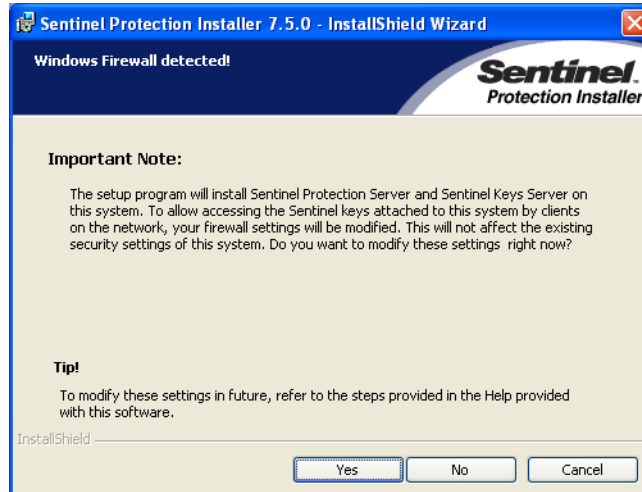 Sentinel Protection Installer 7.5.0 - InstallShield Wizard
Windows Firewall detected!
Sentinel.
Protection Installer
Important Note:
The setup program will install Sentinel Protection Server and Sentinel Keys Server on
this system. To allow accessing the Sentinel keys attached to this system by clients
on the network, your firewall settings will be modified. This will not affect the existing
security settings of this system. Do you want to modify these settings right now?
Tip!
To modify these settings in future, refer to the steps provided in the Help provided
with this software.
InstallShield
Yes
No
Cancel